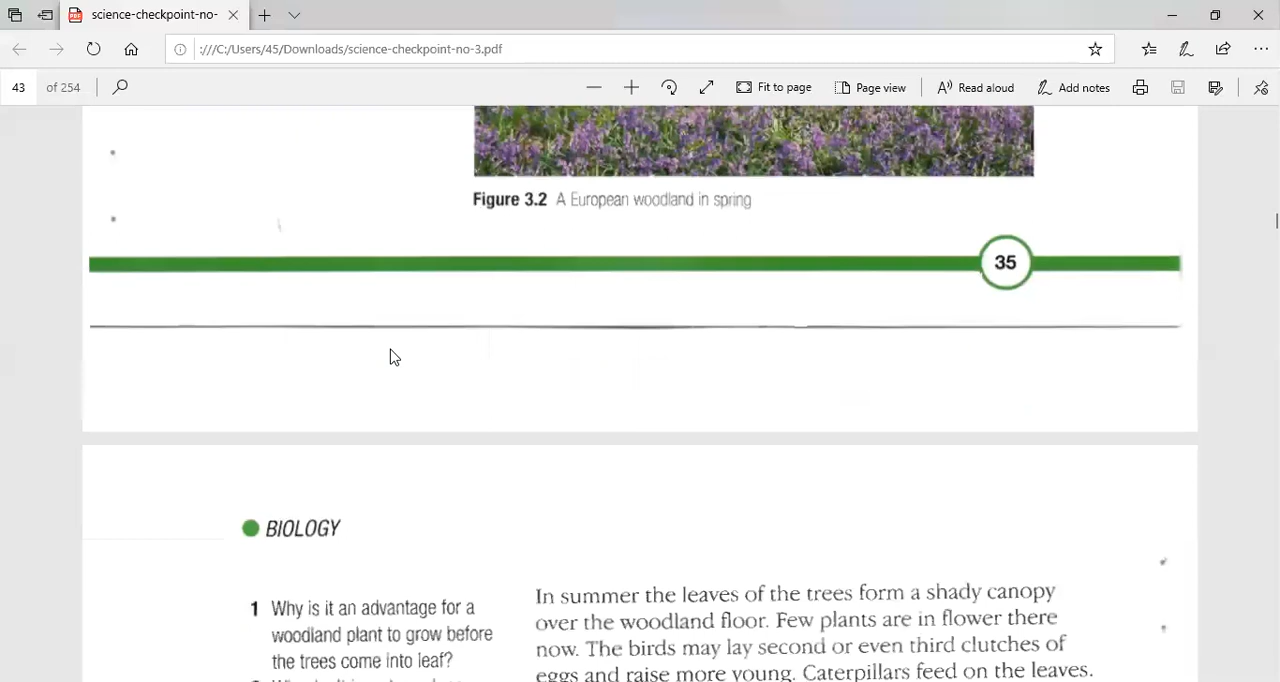 science-checkpoint-no-
:///C:/Users/45/Downloads/science-checkpoint-no-3.pdf
43 of 254
Fit to page
Page view
Read aloud
Add notes
Figure 3.2 A European woodland in spring
35
BIOLOGY
1 Why is it an advantage for a
woodland plant to grow before
the trees come into leaf?
In summer the leaves of the trees form a shady canopy
over the woodland floor. Few plants are in flower there
now. The birds may lay second or even third clutches of
eggs and raise more young. Caterpillars feed on the leaves.